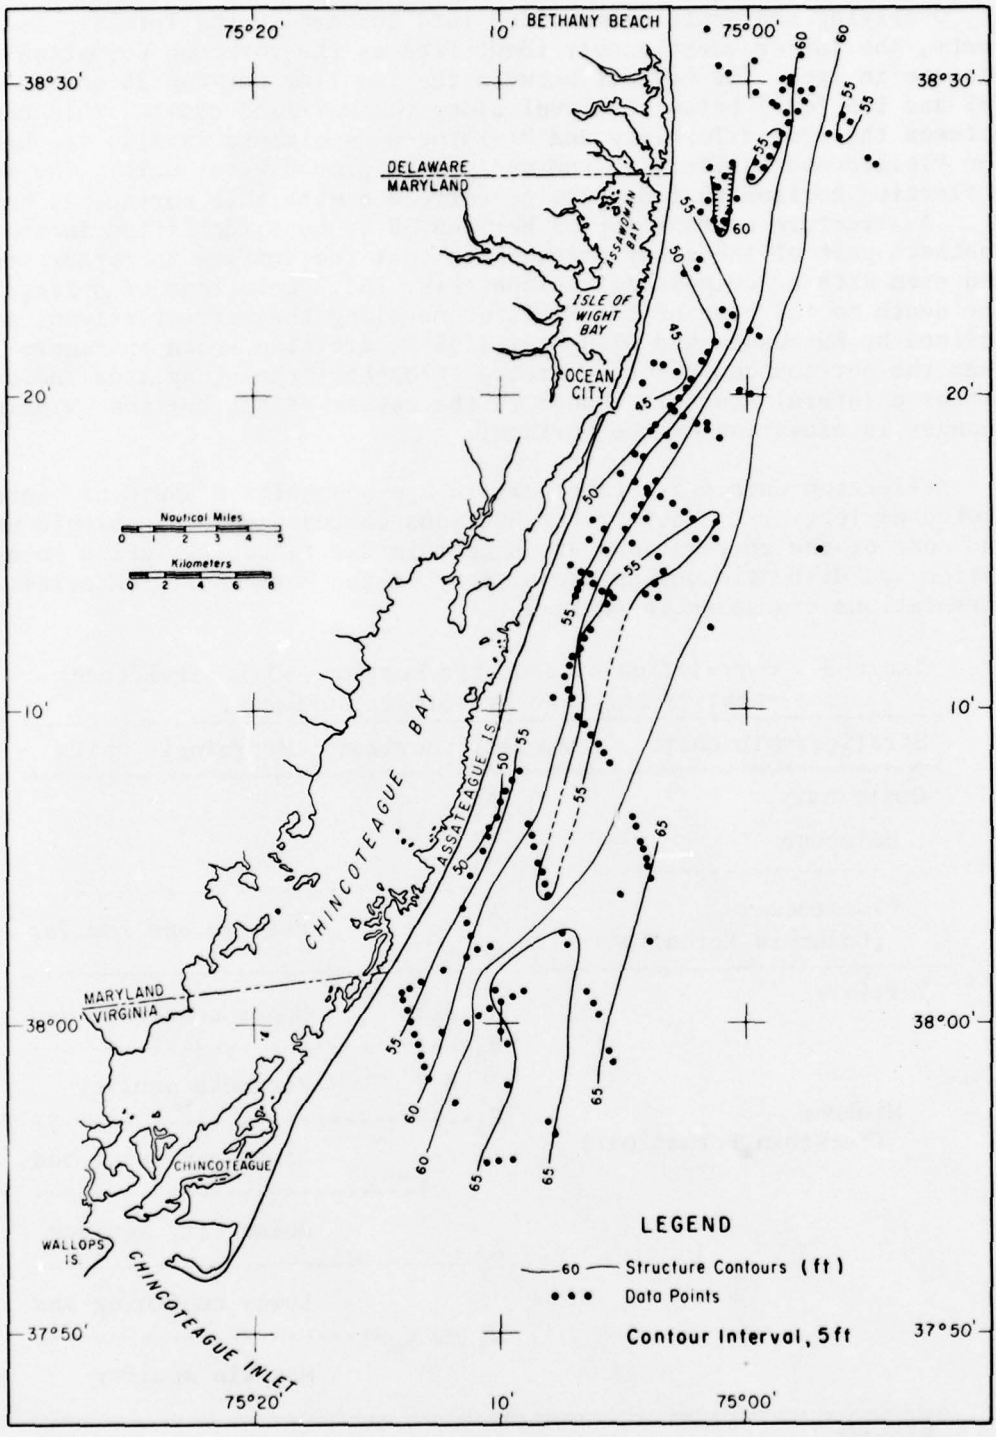 75°20'
10'
BETHANY BEACH
75°00'
60
60
38°30'
38°30'
55
55
55
DELAWARE
MARYLAND
55
60
ASSAWOMAN
BAY
50
ISLE OF
WIGHT
BAY
45
OCEAN
CITY
20'
20'
45
50
Nautical Miles
0 1 2 3 4 5
Kilometers
0 2 4 6 8
55
55
10'
10'
CHINCOTEAGUE BAY
ASSATEAGUE IS.
50
55
55
65
50
MARYLAND
VIRGINIA
38°00'
38°00'
55
60
60
65
65
65
CHINCOTEAGUE
WALLOPS
IS.
CHINCOTEAGUE INLET
LEGEND
60 Structure Contours (ft)
Data Points
Contour Interval, 5ft
37°50'
37°50'
75°20'
10'
75°00'